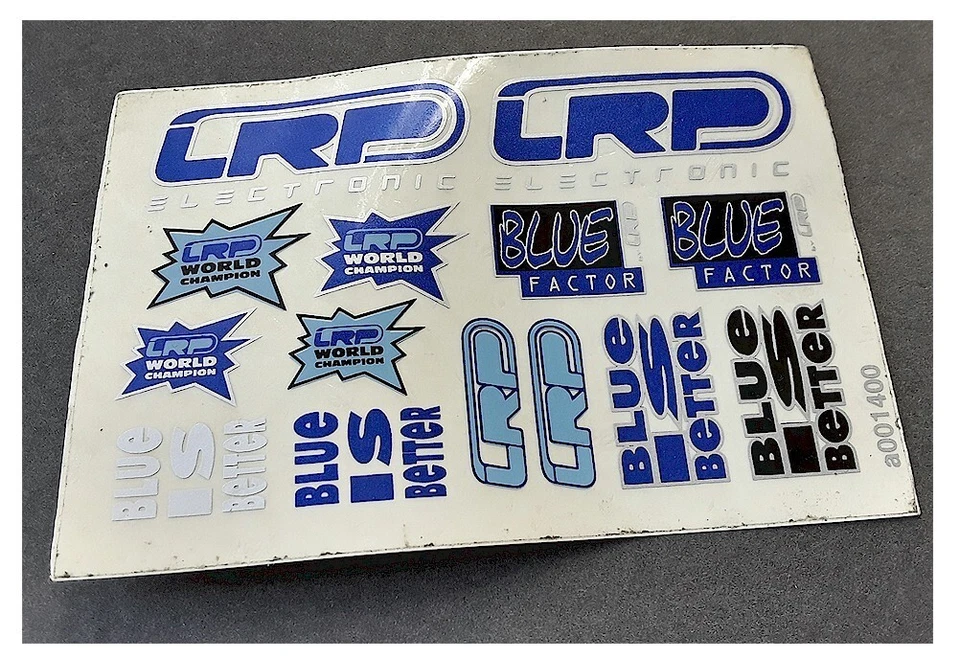 LRP
ELECTRONIC
LRP
ELECTRONIC
LRP
WORLD
CHAMPION
LRP
WORLD
CHAMPION
BLUE
FACTOR
LRP
BLUE
FACTOR
LRP
LRP
WORLD
CHAMPION
LRP
WORLD
CHAMPION
LRP
LRP
BLUE
IS
BETTER
BLUE
IS
BETTER
BLUE
IS
BETTER
BLUE
IS
BETTER
a001400